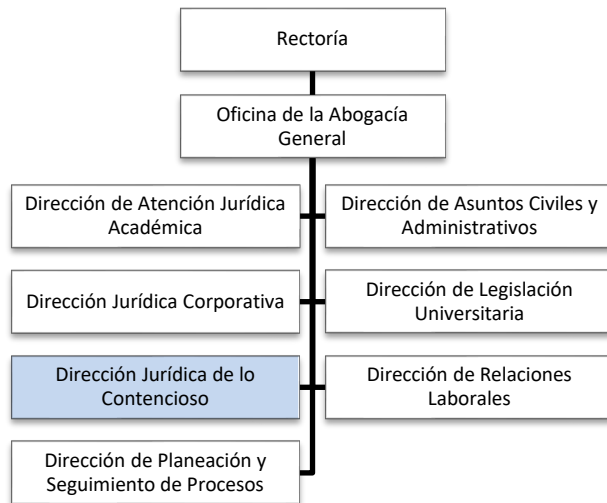 Rectoría
Oficina de la Abogacía
General
Dirección de Atención Jurídica
Académica
Dirección de Asuntos Civiles y
Administrativos
Dirección Jurídica Corporativa
Dirección de Legislación
Universitaria
Dirección Jurídica de lo
Contencioso
Dirección de Relaciones
Laborales
Dirección de Planeación y
Seguimiento de Procesos